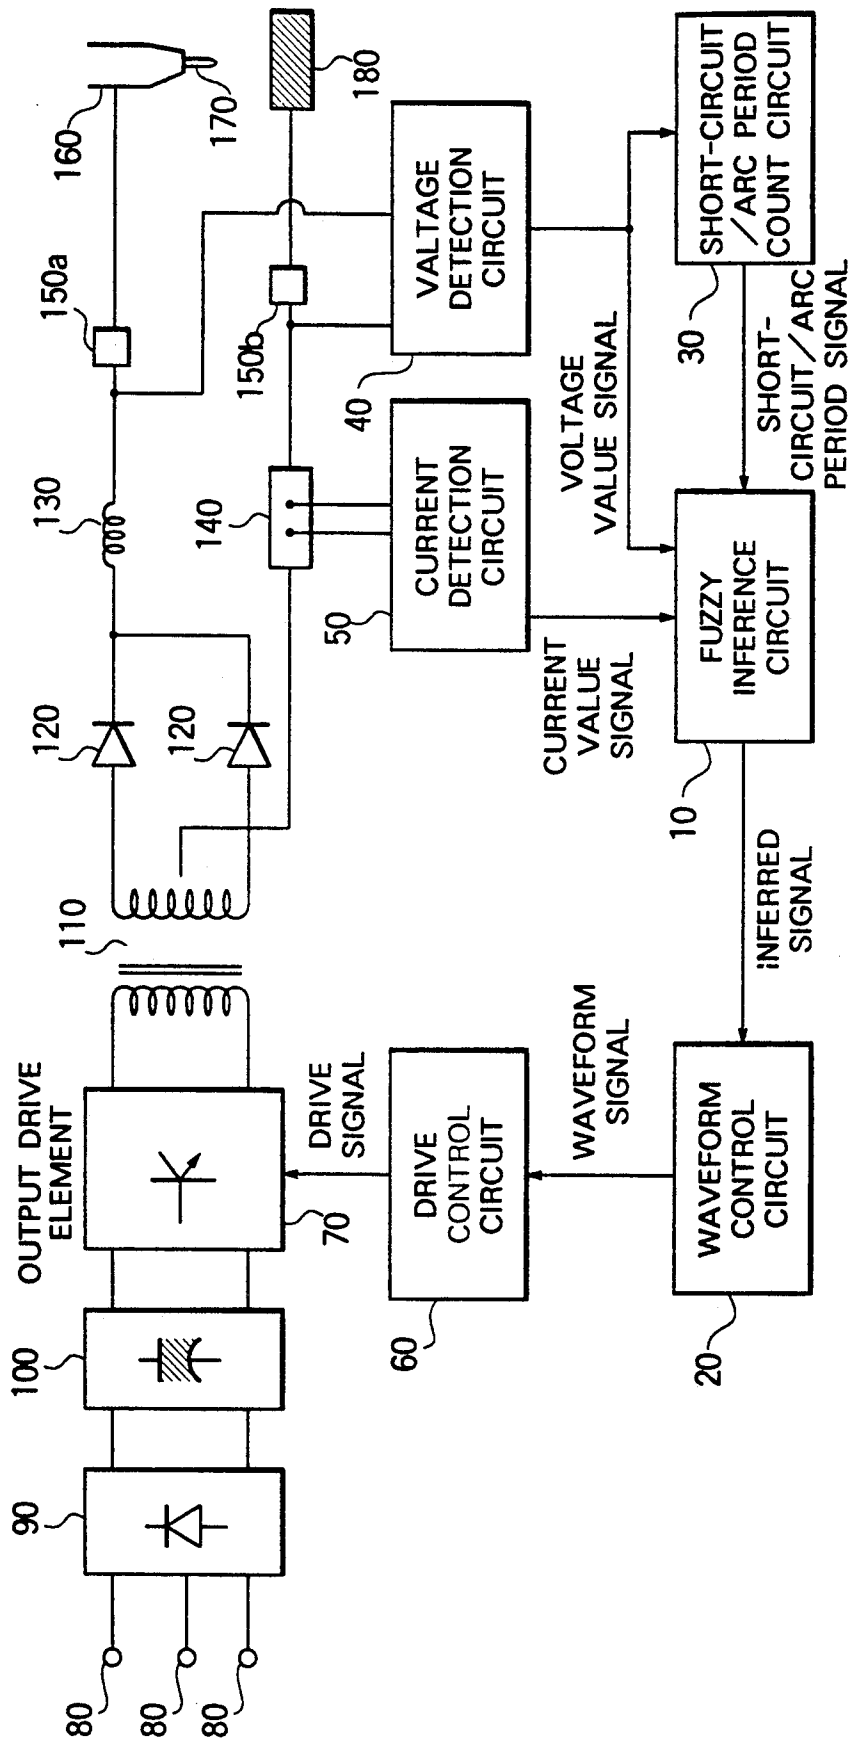 80
80
80
90
100
OUTPUT DRIVE
ELEMENT
70
110
120
120
130
140
150a
150b
160
170
180
DRIVE
SIGNAL
DRIVE
CONTROL
CIRCUIT
60
CURRENT
DETECTION
CIRCUIT
50
VALTAGE
DETECTION
CIRCUIT
40
WAVEFORM
SIGNAL
CURRENT
VALUE
SIGNAL
VOLTAGE
VALUE SIGNAL
WAVEFORM
CONTROL
CIRCUIT
20
INFERRED
SIGNAL
FUZZY
INFERENCE
CIRCUIT
10
SHORT-
CIRCUIT/ARC
PERIOD SIGNAL
SHORT-CIRCUIT
/ARC PERIOD
COUNT CIRCUIT
30